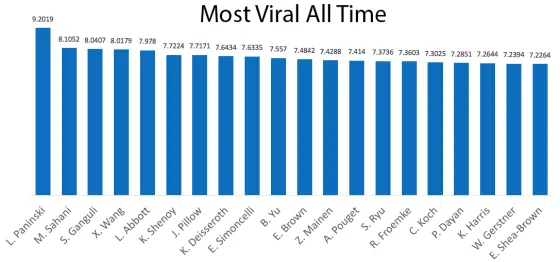 Most Viral All Time
9.2019
8.1052
8.0407
8.0179
7.978
7.7224
7.7171
7.6434
7.6335
7.557
7.4842
7.4288
7.414
7.3736
7.3603
7.3025
7.2851
7.2644
7.2394
7.2264
L. Paninski
M. Sahani
S. Ganguli
X. Wang
L. Abbott
K. Shenoy
J. Pillow
K. Deisseroth
E. Simoncelli
B. Yu
E. Brown
Z. Mainen
A. Pouget
S. Ryu
R. Froemke
C. Koch
P. Dayan
K. Harris
W. Gerstner
E. Shea-Brown